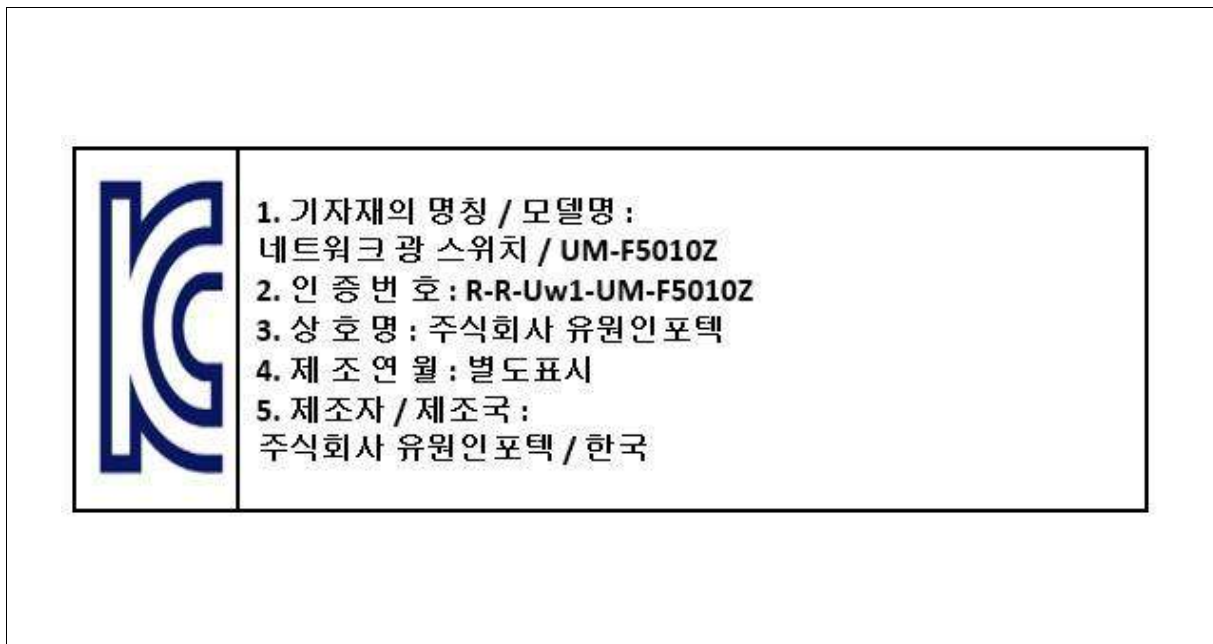 1. 기자재의 명칭 / 모델명 :
네트워크 광 스위치 / UM-F5010Z
2. 인 증 번 호 : R-R-Uw1-UM-F5010Z
3. 상 호 명 : 주식회사 유원인포텍
4. 제 조 연 월 : 별도표시
5. 제조자 / 제조국 :
주식회사 유원인포텍 / 한국